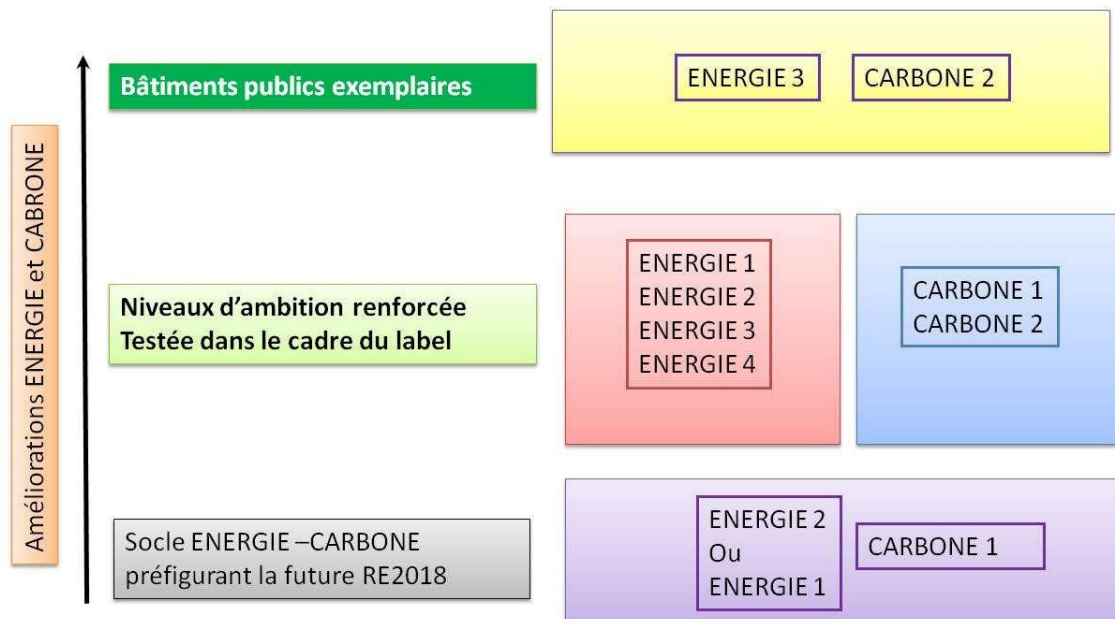 Améliorations ENERGIE et CABRONE
Bâtiments publics exemplaires
ENERGIE 3
CARBONE 2
Niveaux d’ambition renforcée
Testée dans le cadre du label
ENERGIE 1
ENERGIE 2
ENERGIE 3
ENERGIE 4
CARBONE 1
CARBONE 2
Socle ENERGIE –CARBONE
préfigurant la future RE2018
ENERGIE 2
Ou
ENERGIE 1
CARBONE 1